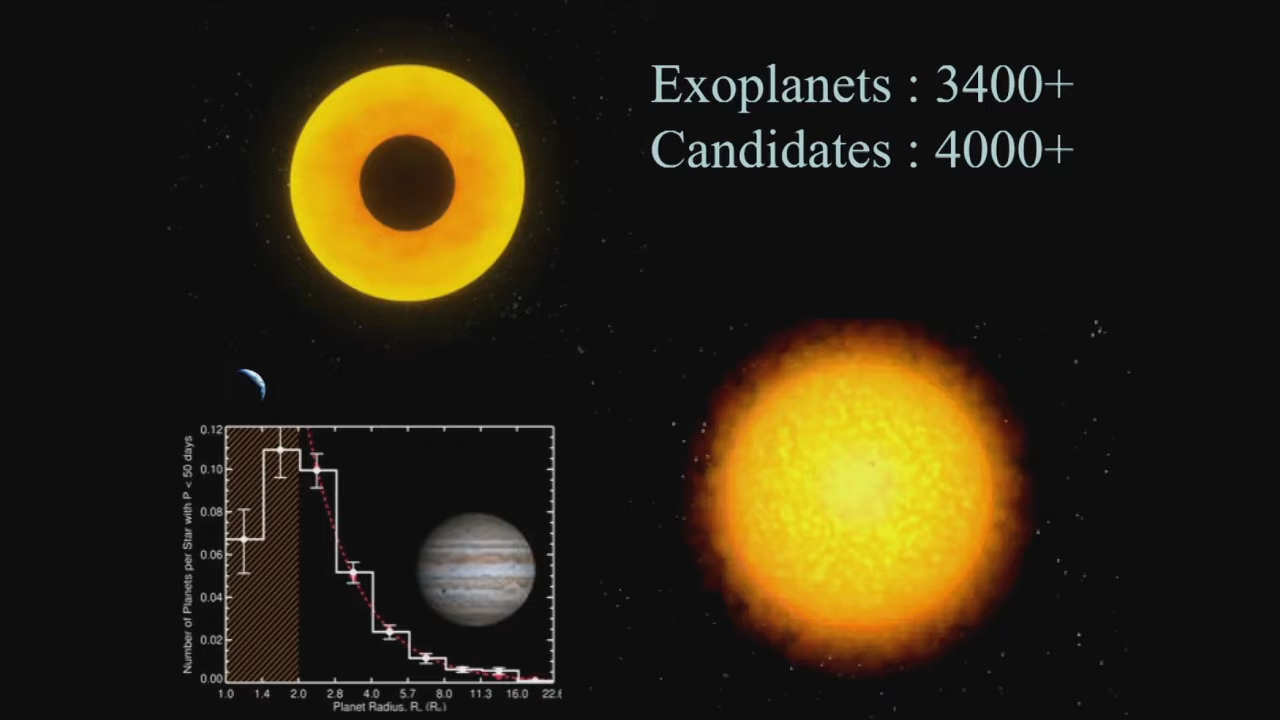 Exoplanets : 3400+
Candidates : 4000+
Number of Planets per Star with P < 50 days
0.12
0.10
0.08
0.06
0.04
0.02
0.00
1.0 1.4 2.0 2.8 4.0 5.7 8.0 11.3 16.0 22.6
Planet Radius, R